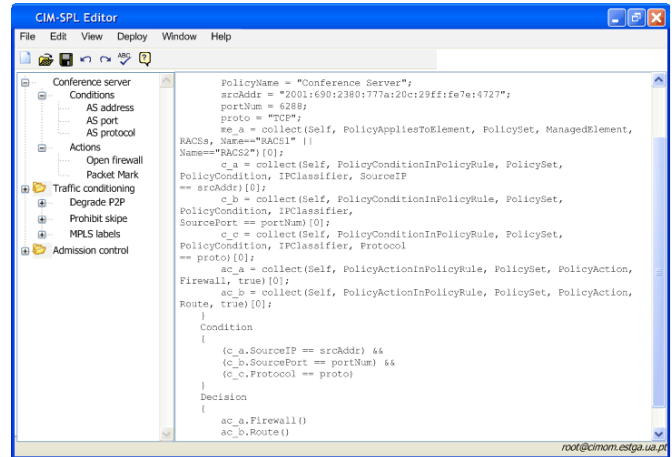 CIM-SPL Editor
File Edit View Deploy Window Help
ABC
?
Conference server
Conditions
AS address
AS port
AS protocol
Actions
Open firewall
Packet Mark
Traffic conditioning
Degrade P2P
Prohibit skipe
MPLS labels
Admission control
PolicyName = "Conference Server";
srcAddr = "2001:690:2380:777a:20c:29ff:fe7e:4727";
portNum = 6288;
proto = "TCP";
me_a = collect(Self, PolicyAppliesToElement, PolicySet, ManagedElement,
RACSs, Name=="RACS1" ||
Name=="RACS2")[0];
c_a = collect(Self, PolicyConditionInPolicyRule, PolicySet,
PolicyCondition, IPClassifier, SourceIP
== srcAddr)[0];
c_b = collect(Self, PolicyConditionInPolicyRule, PolicySet,
PolicyCondition, IPClassifier,
SourcePort == portNum)[0];
c_c = collect(Self, PolicyConditionInPolicyRule, PolicySet,
PolicyCondition, IPClassifier, Protocol
== proto)[0];
ac_a = collect(Self, PolicyActionInPolicyRule, PolicySet, PolicyAction,
Firewall, true)[0];
ac_b = collect(Self, PolicyActionInPolicyRule, PolicySet, PolicyAction,
Route, true)[0];
}
Condition
{
(c_a.SourceIP == srcAddr) &&
(c_b.SourcePort == portNum) &&
(c_c.Protocol == proto)
}
Decision
{
ac_a.Firewall()
ac_b.Route()
root@cimom.estga.ua.pt